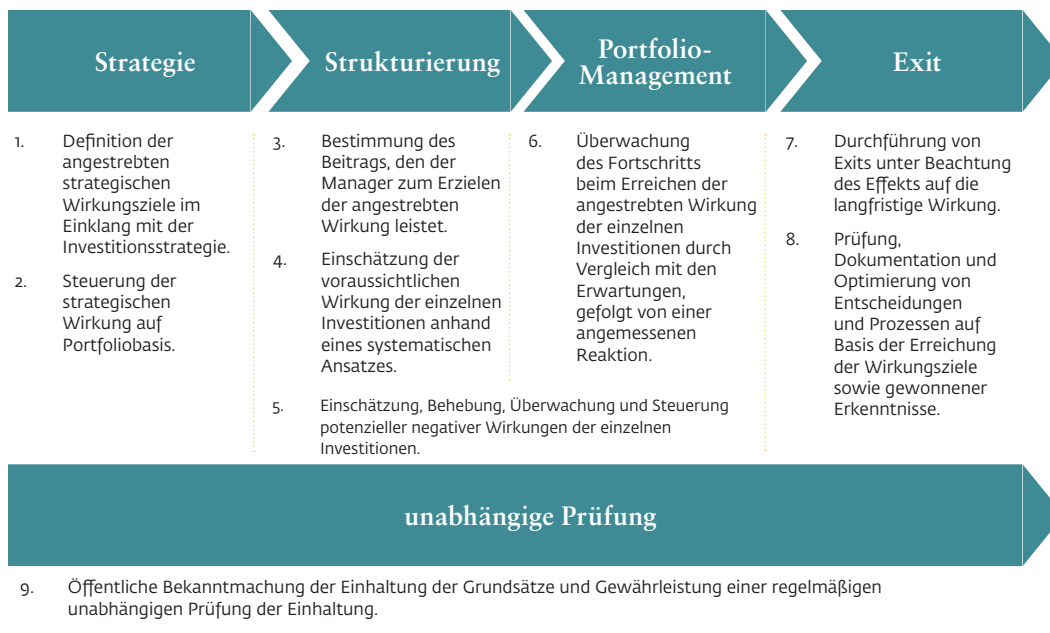 Strategie
Strukturierung
Portfolio-
Management
Exit
1. Definition der
angestrebten
strategischen
Wirkungsziele im
Einklang mit der
Investitionsstrategie.
2. Steuerung der
strategischen
Wirkung auf
Portfoliobasis.
3. Bestimmung des
Beitrags, den der
Manager zum Erzielen
der angestrebten
Wirkung leistet.
4. Einschätzung der
voraussichtlichen
Wirkung der einzelnen
Investitionen anhand
eines systematischen
Ansatzes.
6. Überwachung
des Fortschritts
beim Erreichen der
angestrebten Wirkung
der einzelnen
Investitionen durch
Vergleich mit den
Erwartungen,
gefolgt von einer
angemessenen
Reaktion.
5. Einschätzung, Behebung, Überwachung und Steuerung
potenzieller negativer Wirkungen der einzelnen
Investitionen.
7. Durchführung von
Exits unter Beachtung
des Effekts auf die
langfristige Wirkung.
8. Prüfung,
Dokumentation und
Optimierung von
Entscheidungen
und Prozessen auf
Basis der Erreichung
der Wirkungsziele
sowie gewonnener
Erkenntnisse.
unabhängige Prüfung
9. Öffentliche Bekanntmachung der Einhaltung der Grundsätze und Gewährleistung einer regelmäßigen
unabhängigen Prüfung der Einhaltung.